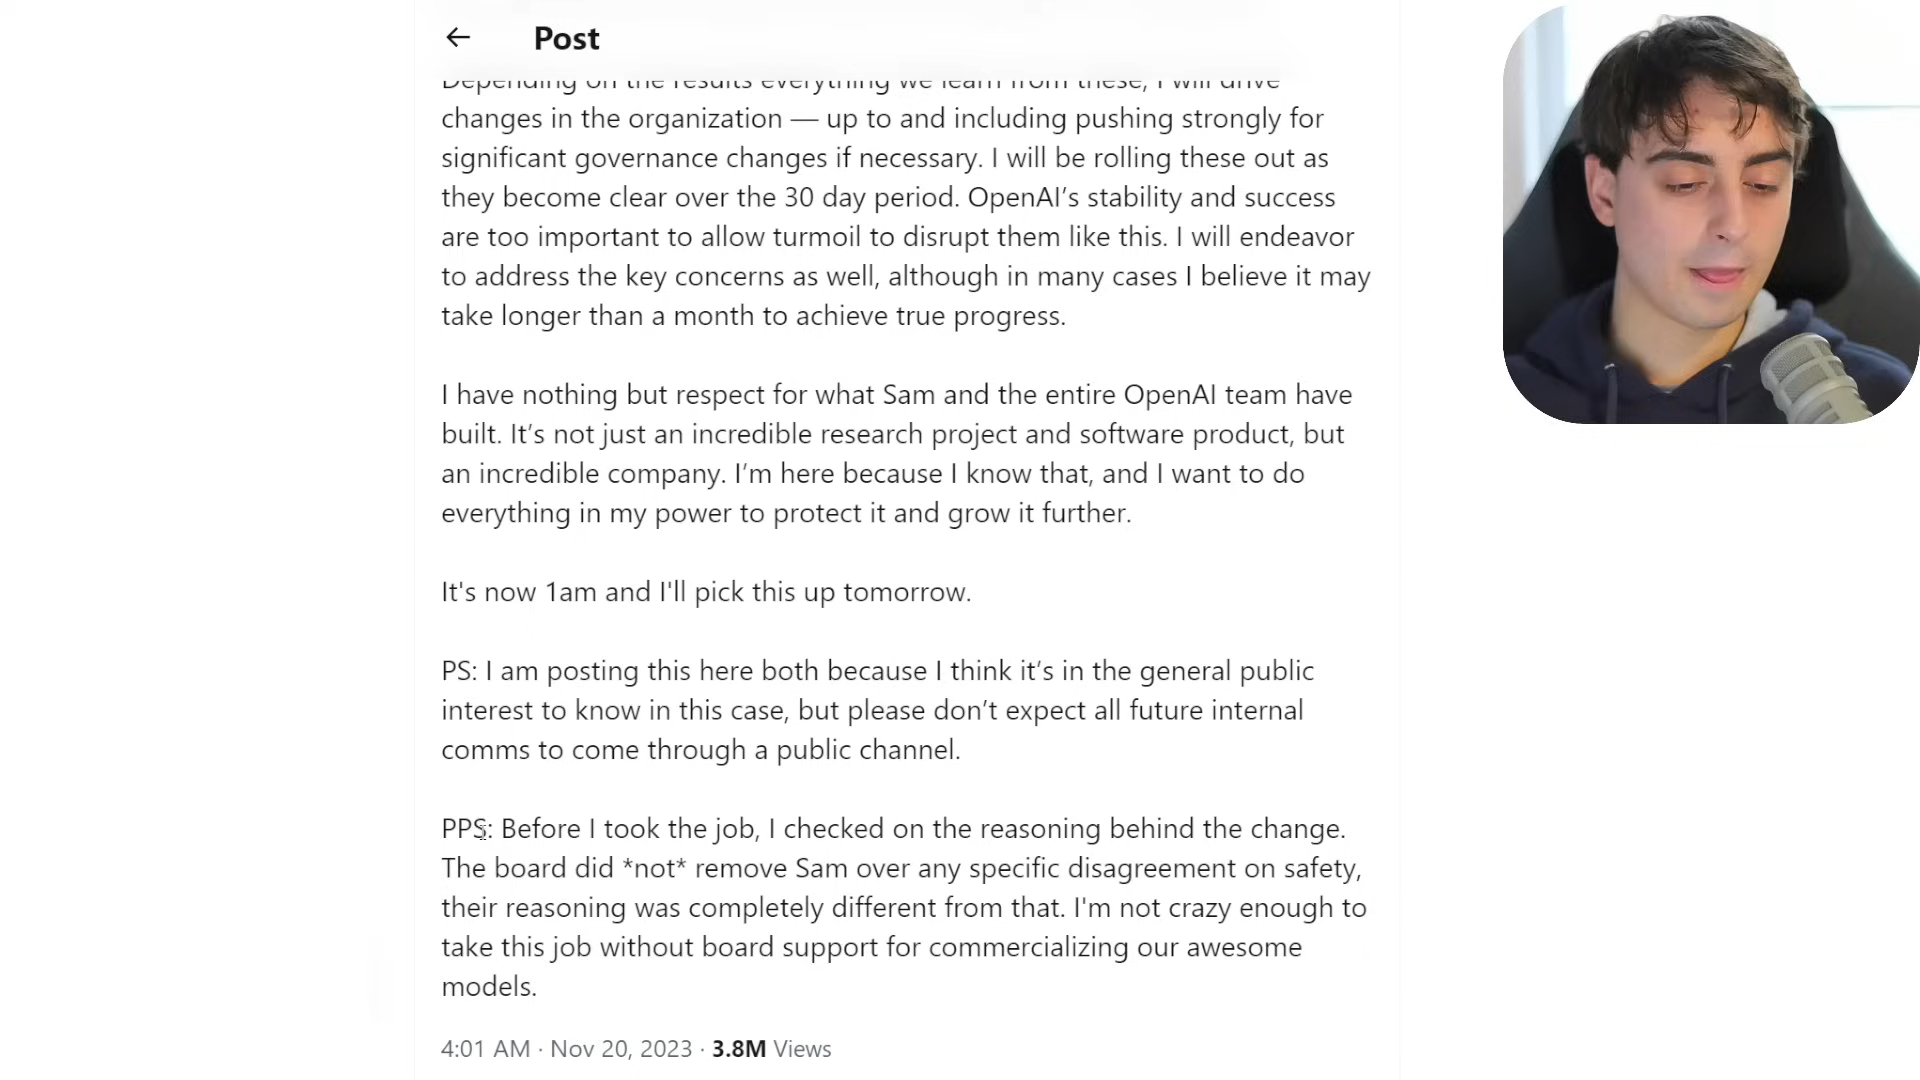 Post
Depending on the results everything we learn from these, I will drive
changes in the organization — up to and including pushing strongly for
significant governance changes if necessary. I will be rolling these out as
they become clear over the 30 day period. OpenAI’s stability and success
are too important to allow turmoil to disrupt them like this. I will endeavor
to address the key concerns as well, although in many cases I believe it may
take longer than a month to achieve true progress.
I have nothing but respect for what Sam and the entire OpenAI team have
built. It’s not just an incredible research project and software product, but
an incredible company. I’m here because I know that, and I want to do
everything in my power to protect it and grow it further.
It's now 1am and I'll pick this up tomorrow.
PS: I am posting this here both because I think it’s in the general public
interest to know in this case, but please don’t expect all future internal
comms to come through a public channel.
PPS: Before I took the job, I checked on the reasoning behind the change.
The board did *not* remove Sam over any specific disagreement on safety,
their reasoning was completely different from that. I'm not crazy enough to
take this job without board support for commercializing our awesome
models.
4:01 AM · Nov 20, 2023 · 3.8M Views